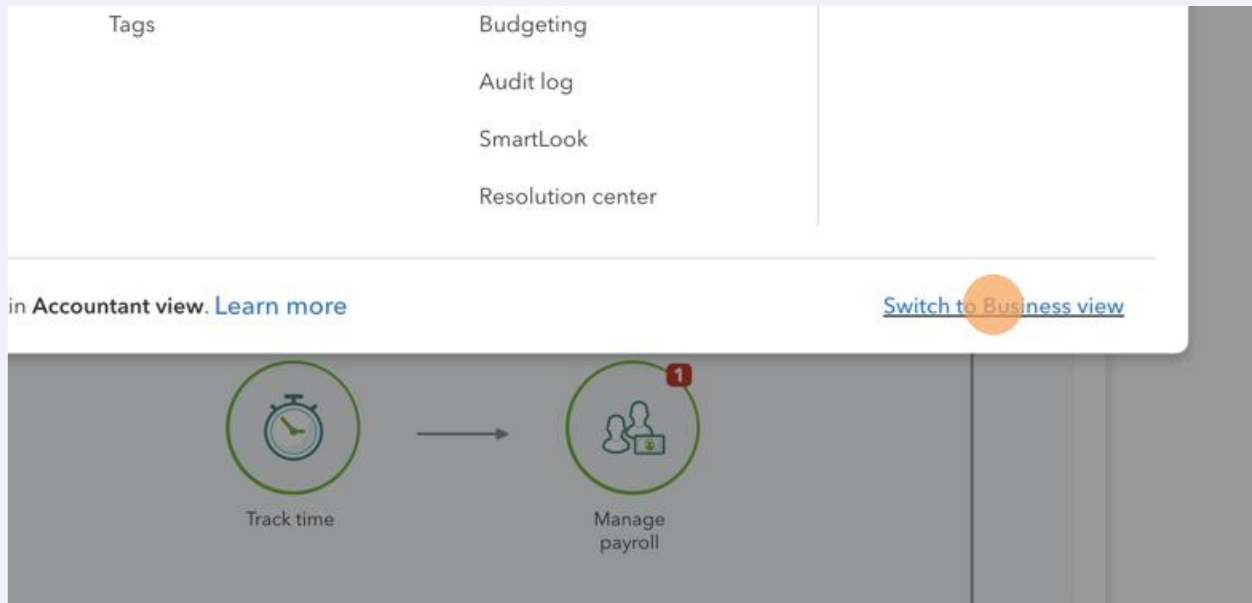 Tags
Budgeting
Audit log
SmartLook
Resolution center
in Accountant view. Learn more
Switch to Business view
1
Track time
Manage
payroll